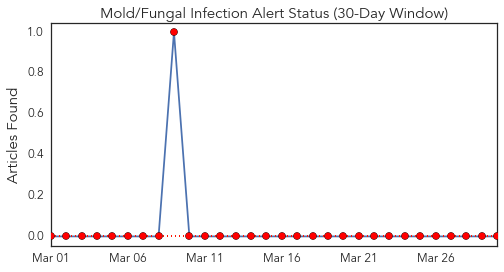 Mold/Fungal Infection Alert Status (30-Day Window)
Articles Found
1.0
0.8
0.6
0.4
0.2
0.0
Mar 01 Mar 06 Mar 11 Mar 16 Mar 21 Mar 26